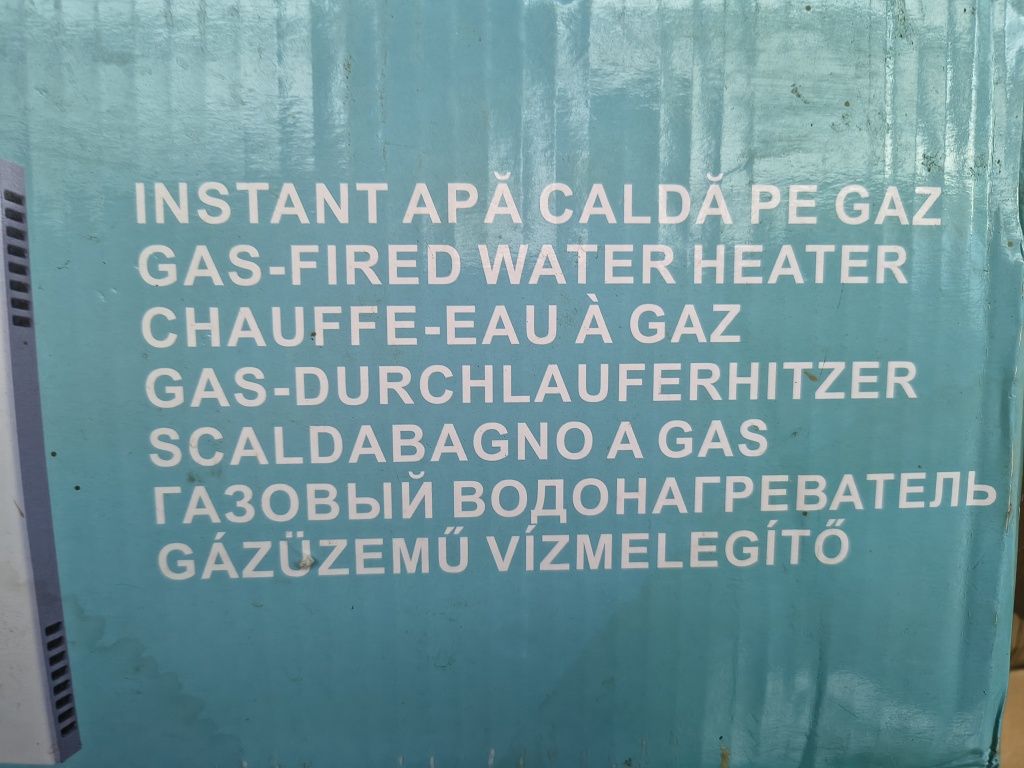 INSTANT APĂ CALDĂ PE GAZ
GAS-FIRED WATER HEATER
CHAUFFE-EAU À GAZ
GAS-DURCHLAUFERHITZER
SCALDABAGNO A GAS
ГАЗОВЫЙ ВОДОНАГРЕВАТЕЛЬ
GÁZÜZEMŰ VÍZMELEGÍTŐ